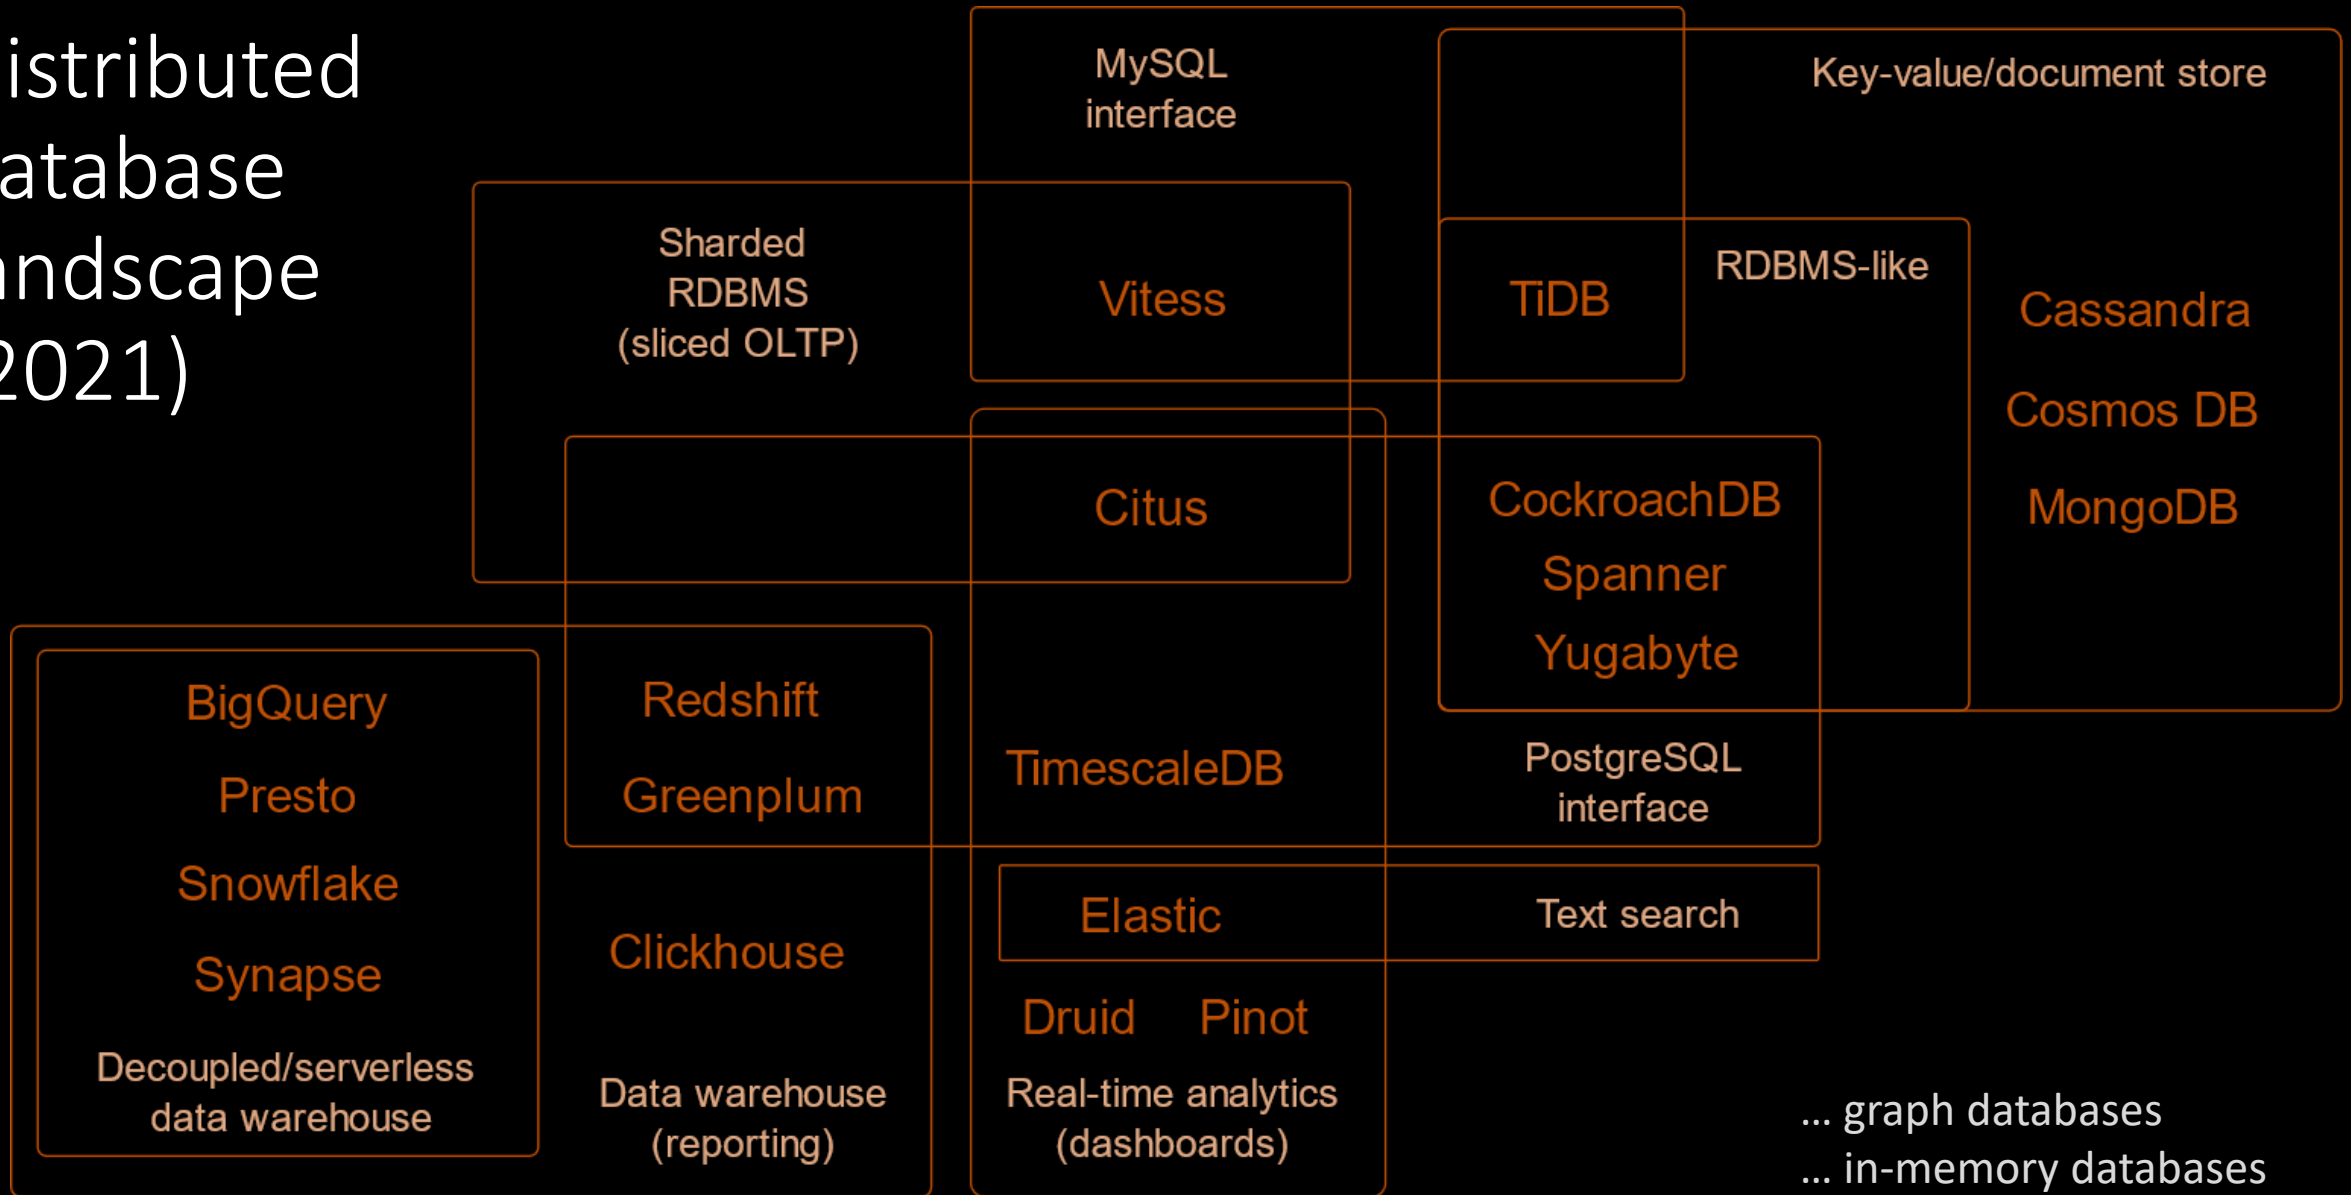 istributed
atabase
andscape
2021)
MySQL
interface
Key-value/document store
Sharded
RDBMS
(sliced OLTP)
Vitess
TiDB
RDBMS-like
Cassandra
Cosmos DB
MongoDB
Citus
CockroachDB
Spanner
Yugabyte
BigQuery
Presto
Snowflake
Synapse
Decoupled/serverless
data warehouse
Redshift
Greenplum
Clickhouse
Data warehouse
(reporting)
TimescaleDB
PostgreSQL
interface
Elastic
Text search
Druid Pinot
Real-time analytics
(dashboards)
... graph databases
... in-memory databases